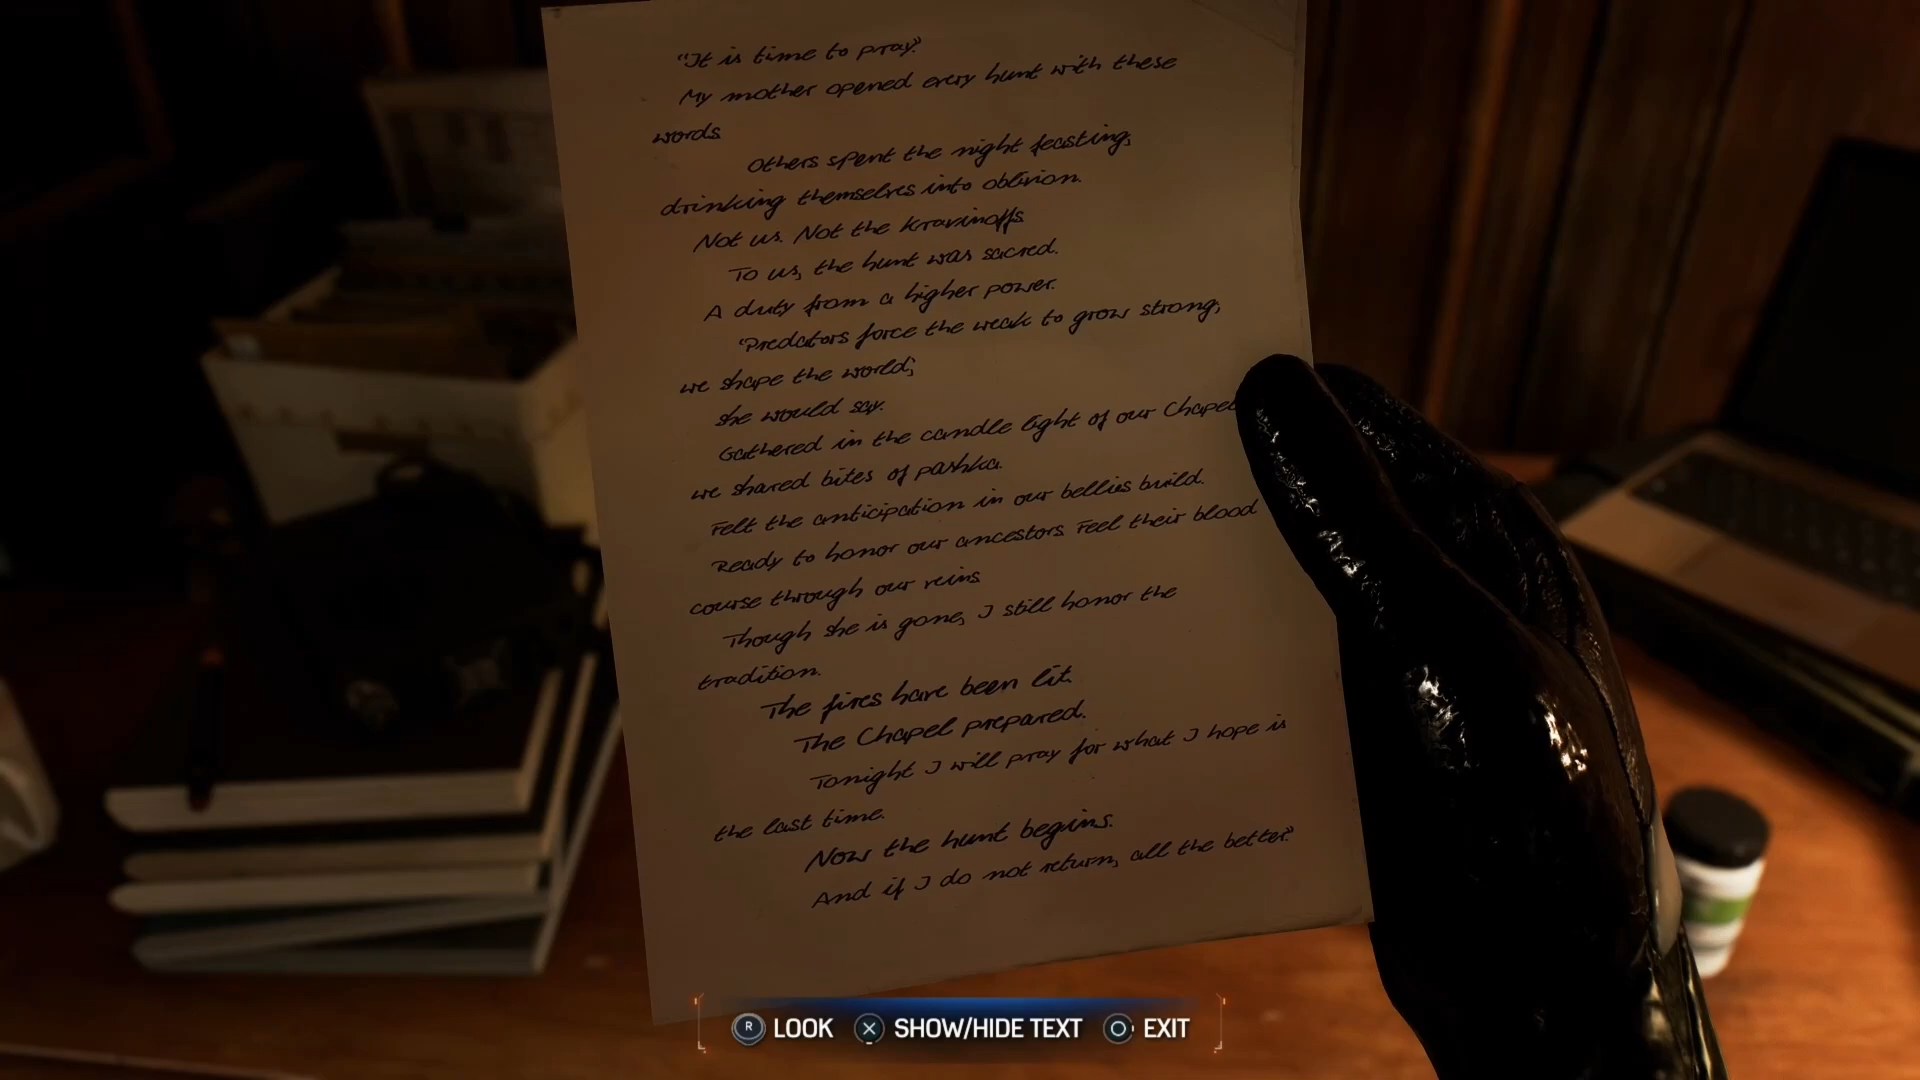 "It is time to pray."
My mother opened every hunt with these
words.
Others spent the night feasting,
drinking themselves into oblivion.
Not us. Not the Kravinoffs
To us, the hunt was sacred.
A duty from a higher power.
"Predators force the weak to grow strong,
we shape the world,"
she would say.
Gathered in the candle light of our Chapel
we shared bites of pashka.
Felt the anticipation in our bellies build.
Ready to honor our ancestors. Feel their blood
course through our veins
Though she is gone, I still honor the
tradition.
The fires have been lit.
The Chapel prepared.
Tonight I will pray for what I hope is
the last time.
Now the hunt begins.
And if I do not return, all the better."
R LOOK SHOW/HIDE TEXT EXIT